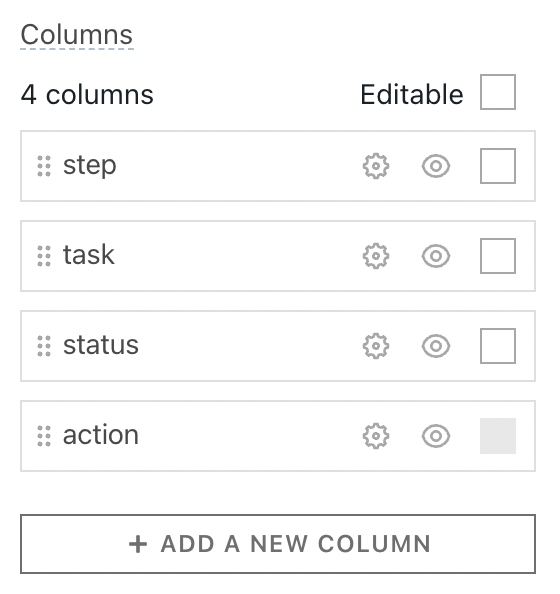 Columns
4 columns Editable
step
task
status
action
+ ADD A NEW COLUMN